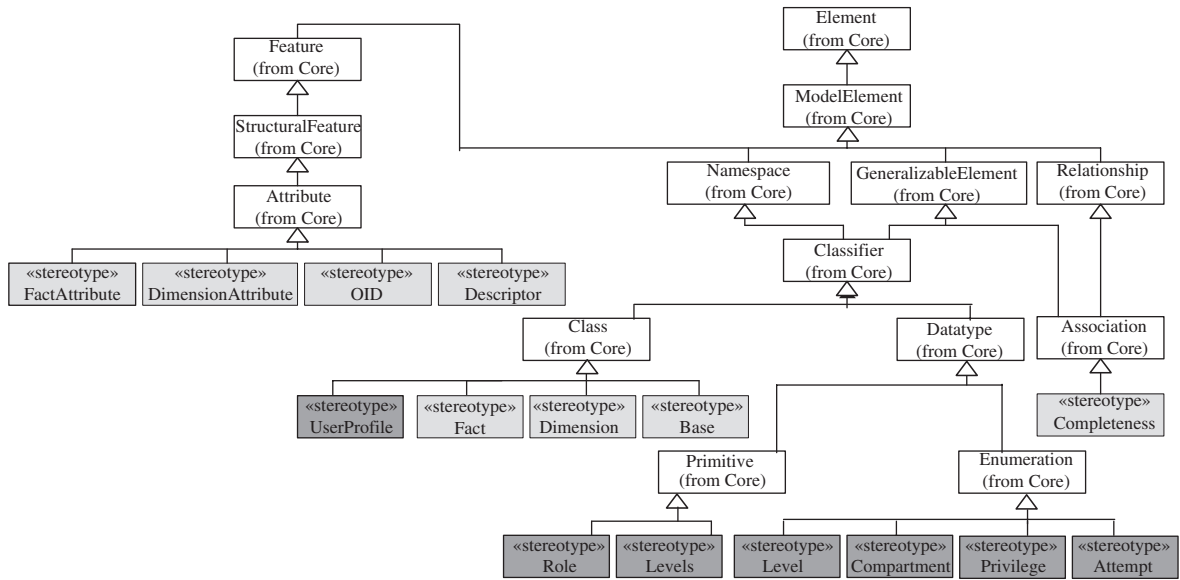 Element
(from Core)
Feature
(from Core)
ModelElement
(from Core)
StructuralFeature
(from Core)
Namespace
(from Core)
GeneralizableElement
(from Core)
Relationship
(from Core)
Attribute
(from Core)
Classifier
(from Core)
«stereotype»
FactAttribute
«stereotype»
DimensionAttribute
«stereotype»
OID
«stereotype»
Descriptor
Class
(from Core)
Datatype
(from Core)
Association
(from Core)
«stereotype»
UserProfile
«stereotype»
Fact
«stereotype»
Dimension
«stereotype»
Base
«stereotype»
Completeness
Primitive
(from Core)
Enumeration
(from Core)
«stereotype»
Role
«stereotype»
Levels
«stereotype»
Level
«stereotype»
Compartment
«stereotype»
Privilege
«stereotype»
Attempt